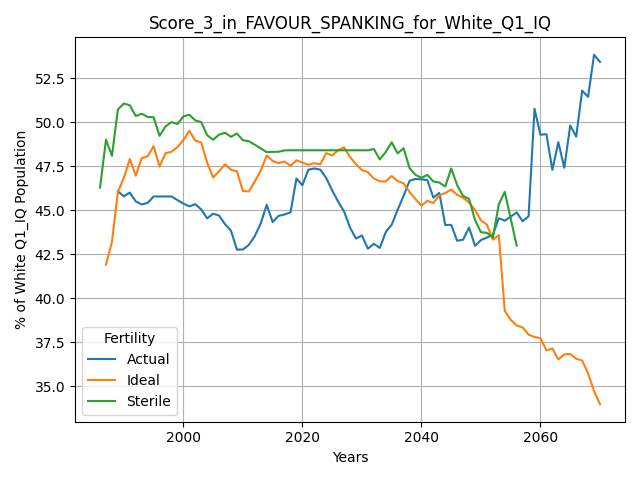 Score_3_in_FAVOUR_SPANKING_for_White_Q1_IQ
% of White Q1_IQ Population
52.5
50.0
47.5
45.0
42.5
40.0
37.5
35.0
Fertility
Actual
Ideal
Sterile
2000
2020
2040
2060
Years